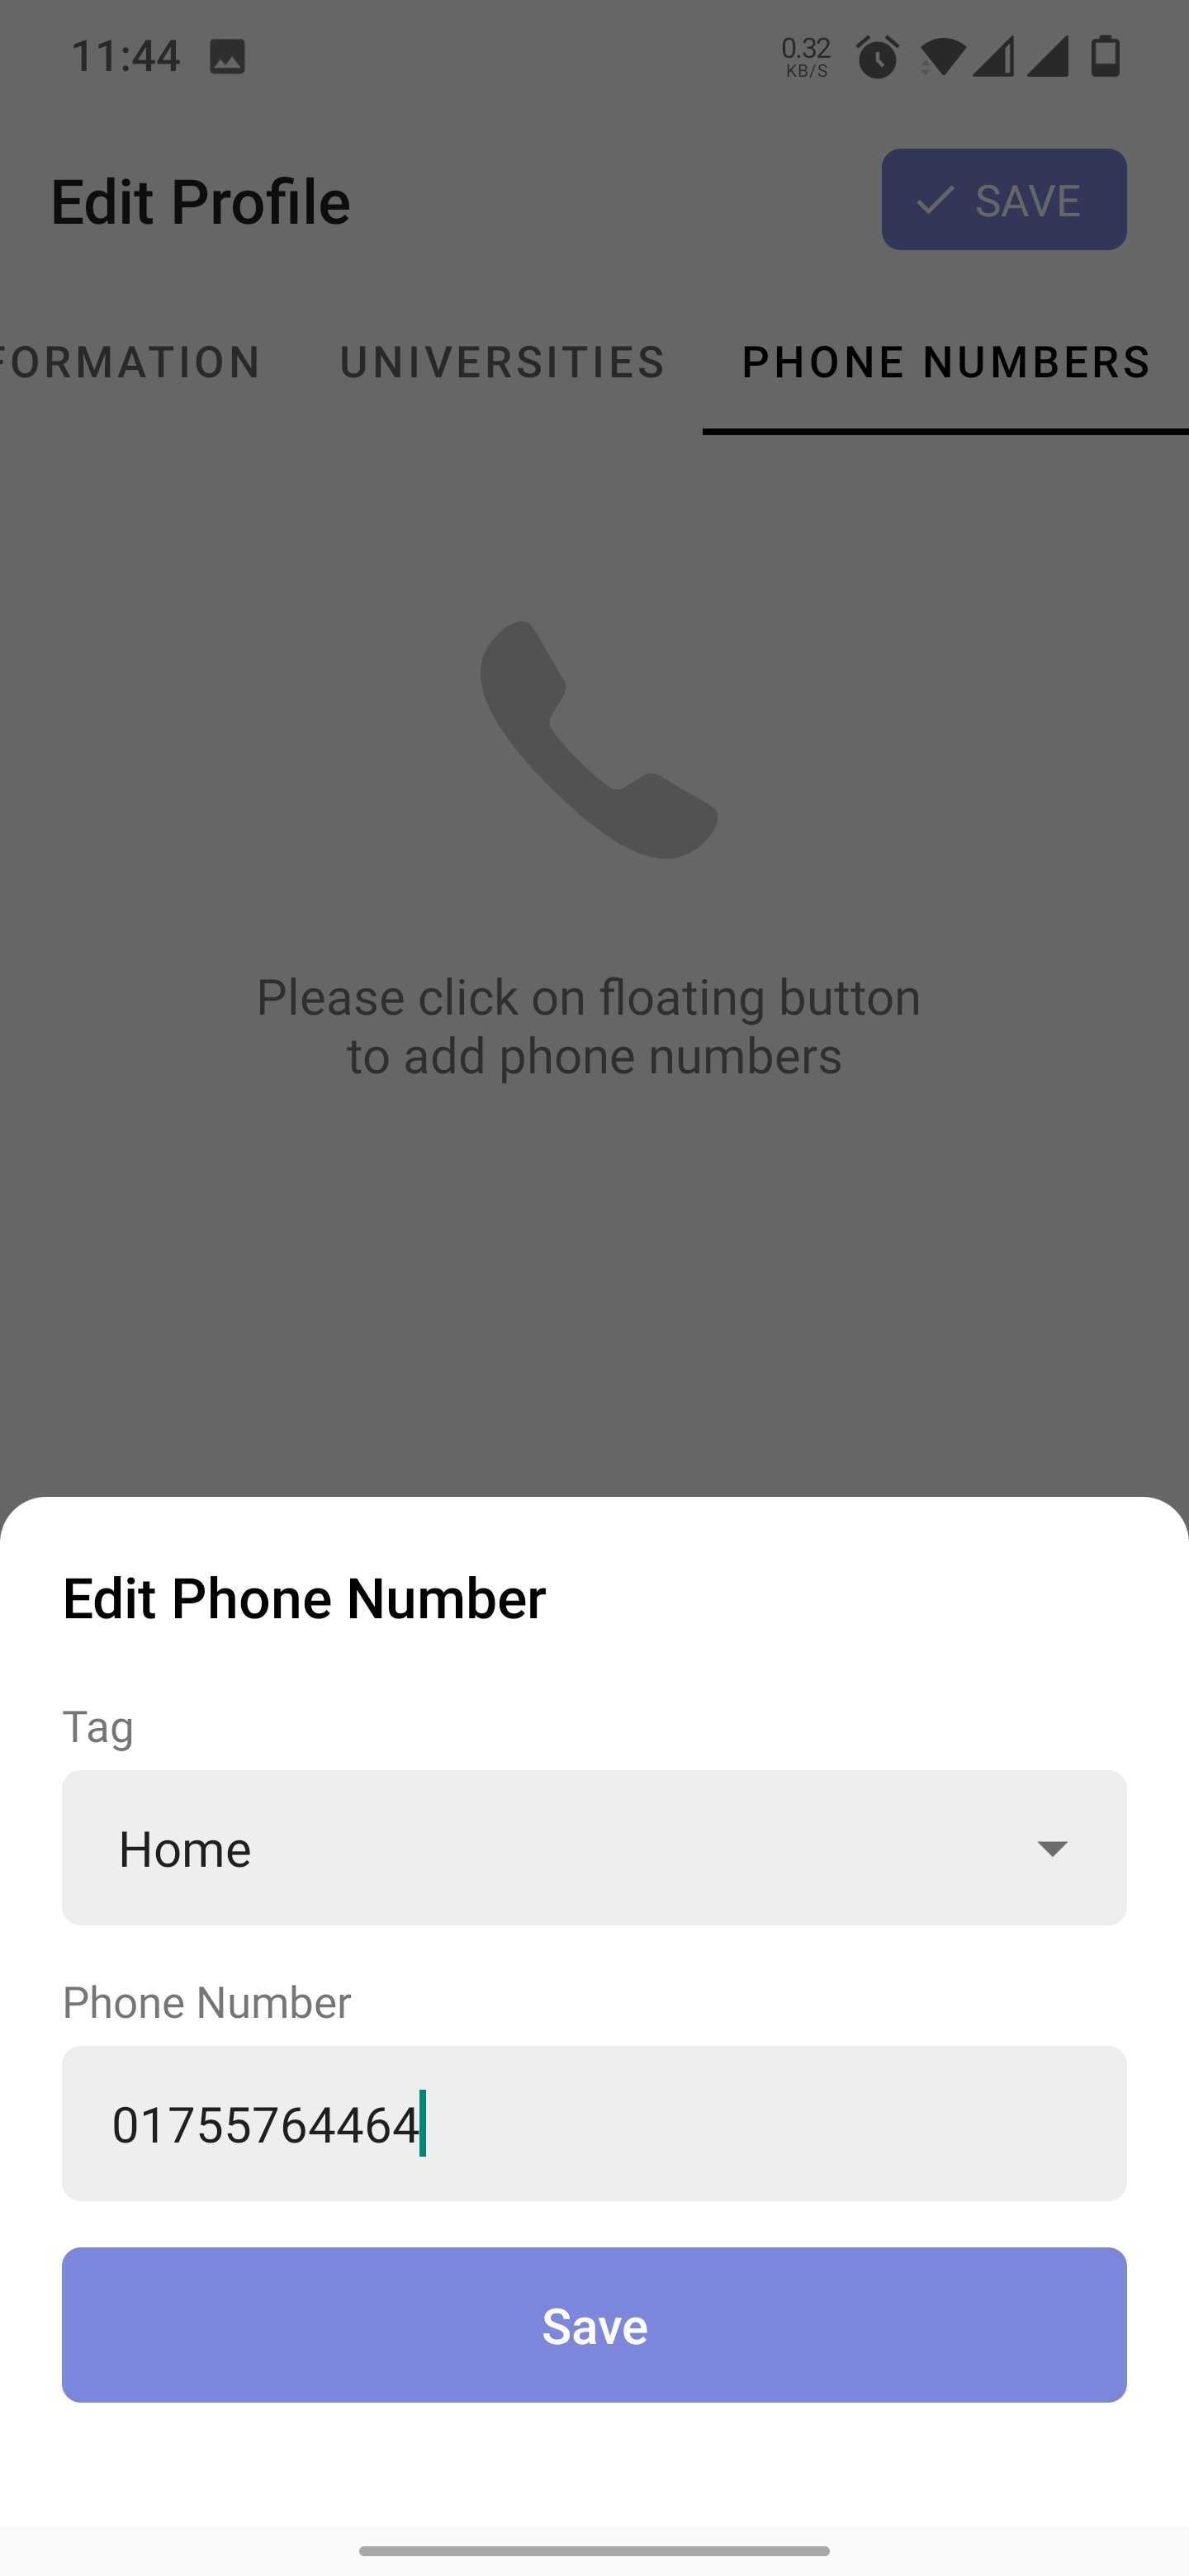 11:44
0.32
KB/S
Edit Profile
SAVE
FORMATION
UNIVERSITIES
PHONE NUMBERS
Please click on floating button
to add phone numbers
Edit Phone Number
Tag
Home
Phone Number
01755764464
Save